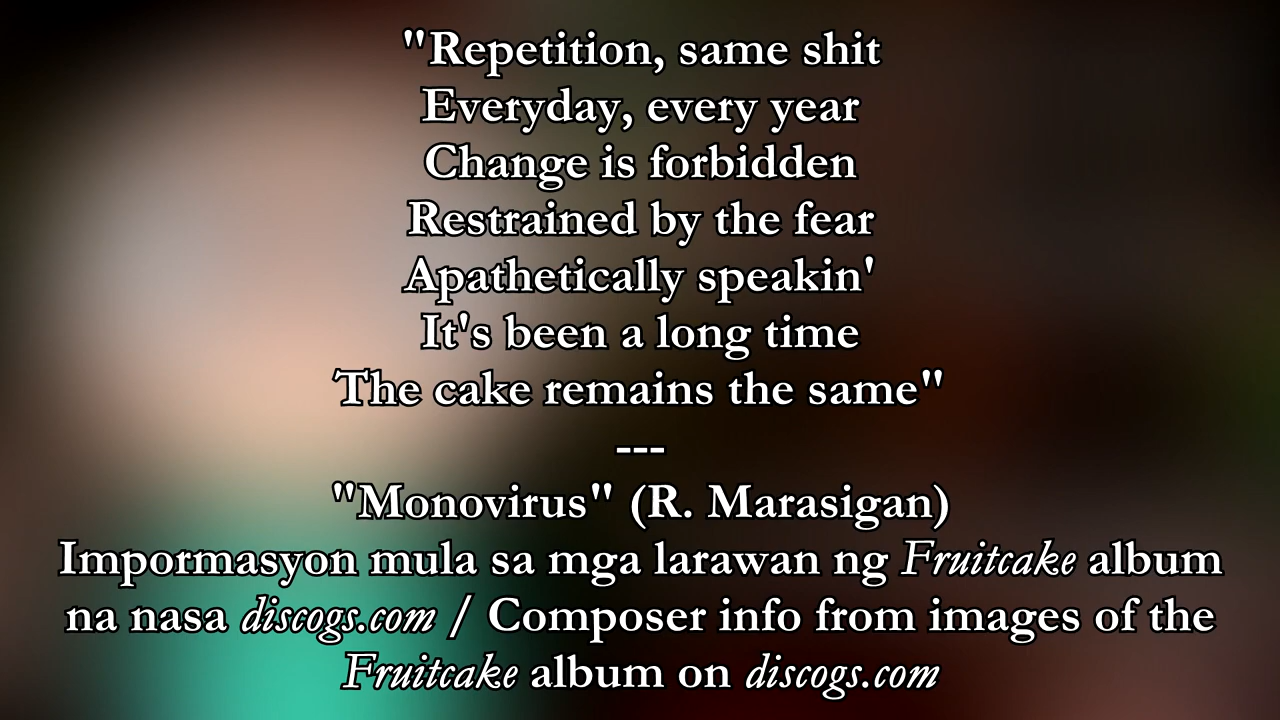 "Repetition, same shit
Everyday, every year
Change is forbidden
Restrained by the fear
Apathetically speakin'
It's been a long time
The cake remains the same"
---
"Monovirus" (R. Marasigan)
Impormasyon mula sa mga larawan ng Fruitcake album
na nasa discogs.com / Composer info from images of the
Fruitcake album on discogs.com